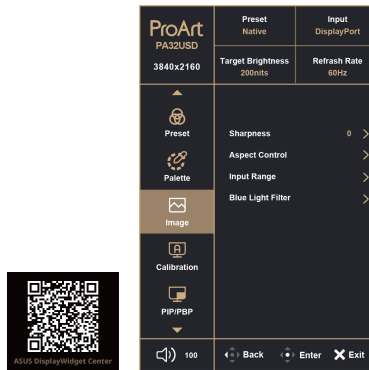 ProArt
PA32USD
3840x2160
Preset
Native
Input
DisplayPort
Target Brightness
200nits
Refrash Rate
60Hz
Preset
Palette
Image
Calibration
PIP/PBP
Sharpness 0
Aspect Control
Input Range
Blue Light Filter
ASUS DisplayWidget Center
100
Back
Enter
Exit